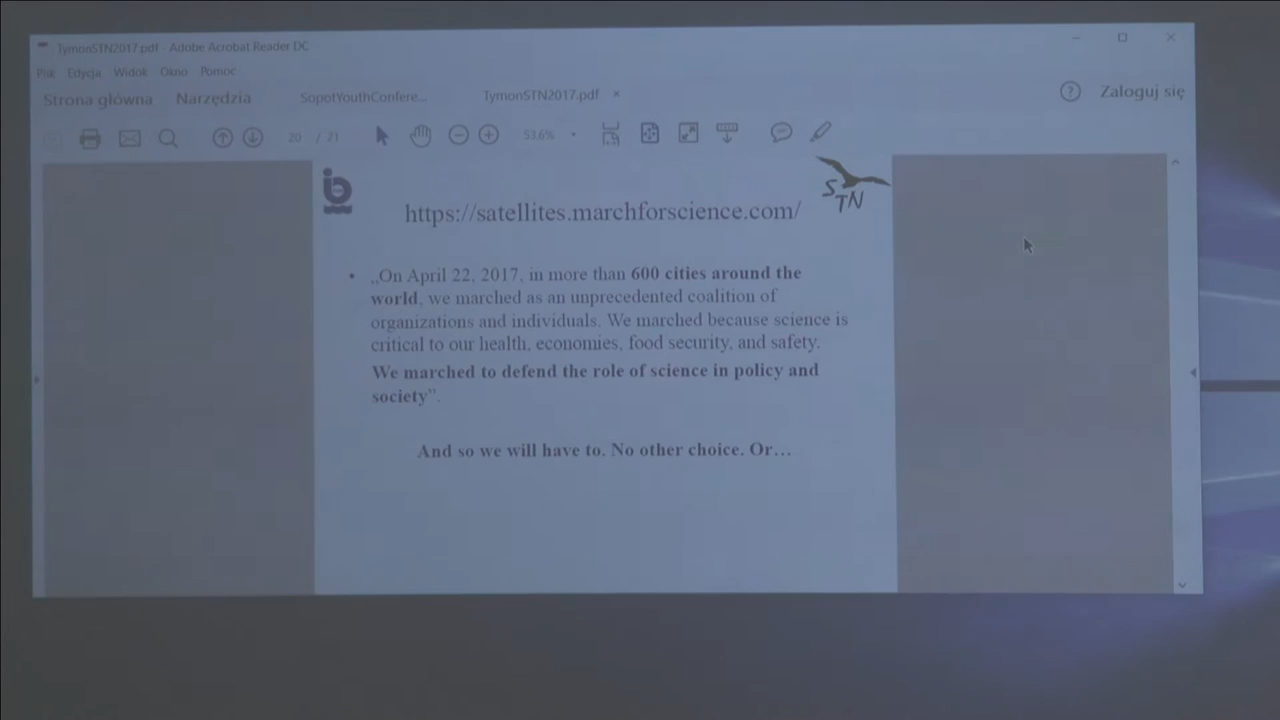 TymonSTN2017.pdf - Adobe Acrobat Reader DC
Plik Edycja Widok Okno Pomoc
Strona główna Narzędzia SopotYouthConfere... TymonSTN2017.pdf × ? Zaloguj się
20 / 21 53,6%
S
TN
https://satellites.marchforscience.com/
• „On April 22, 2017, in more than 600 cities around the
world, we marched as an unprecedented coalition of
organizations and individuals. We marched because science is
critical to our health, economies, food security, and safety.
We marched to defend the role of science in policy and
society”.
And so we will have to. No other choice. Or…